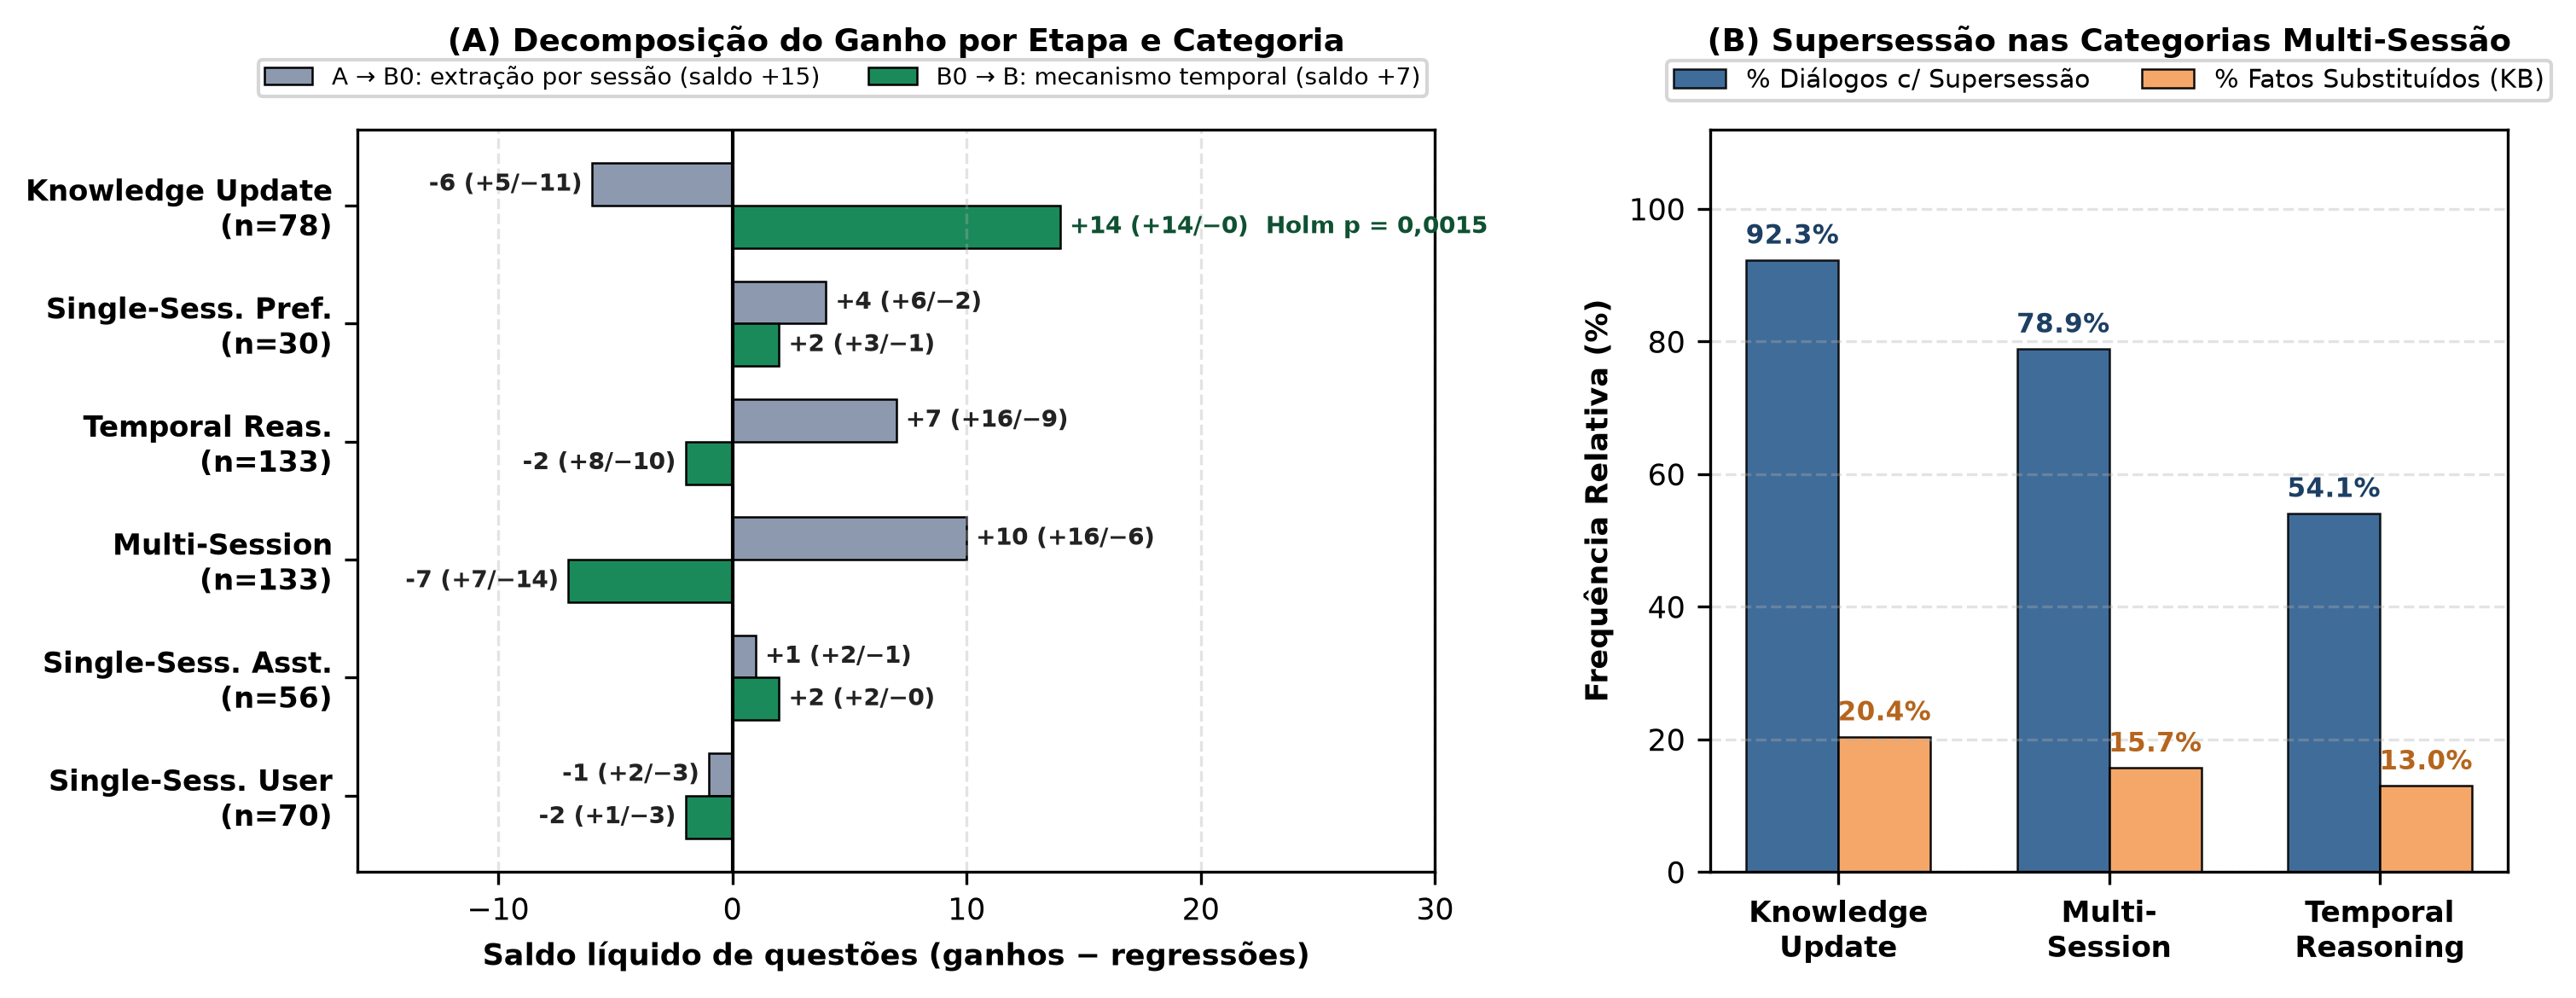 (A) Decomposição do Ganho por Etapa e Categoria
A → B0: extração por sessão (saldo +15)
B0 → B: mecanismo temporal (saldo +7)
Knowledge Update
(n=78)
-6 (+5/−11)
+14 (+14/−0)  Holm p = 0,0015
Single-Sess. Pref.
(n=30)
+4 (+6/−2)
+2 (+3/−1)
Temporal Reas.
(n=133)
+7 (+16/−9)
-2 (+8/−10)
Multi-Session
(n=133)
+10 (+16/−6)
-7 (+7/−14)
Single-Sess. Asst.
(n=56)
+1 (+2/−1)
+2 (+2/−0)
Single-Sess. User
(n=70)
-1 (+2/−3)
-2 (+1/−3)
−10
0
10
20
30
Saldo líquido de questões (ganhos − regressões)
(B) Supersessão nas Categorias Multi-Sessão
% Diálogos c/ Supersessão
% Fatos Substituídos (KB)
Frequência Relativa (%)
100
80
60
40
20
0
92.3%
20.4%
78.9%
15.7%
54.1%
13.0%
Knowledge
Update
Multi-
Session
Temporal
Reasoning